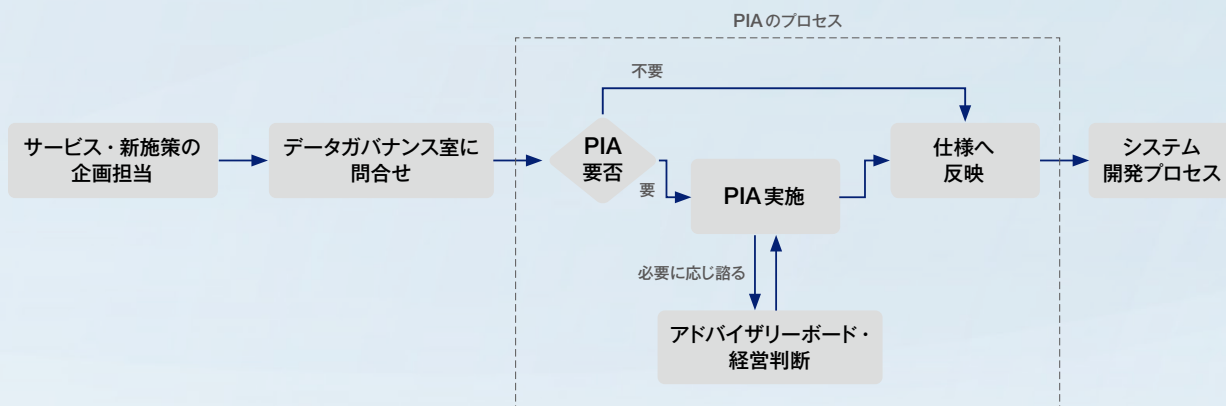 PIAのプロセス
サービス・新施策の
企画担当
データガバナンス室に
問合せ
PIA
要否
不要
要
PIA実施
必要に応じ諮る
アドバイザリーボード・
経営判断
仕様へ
反映
システム
開発プロセス